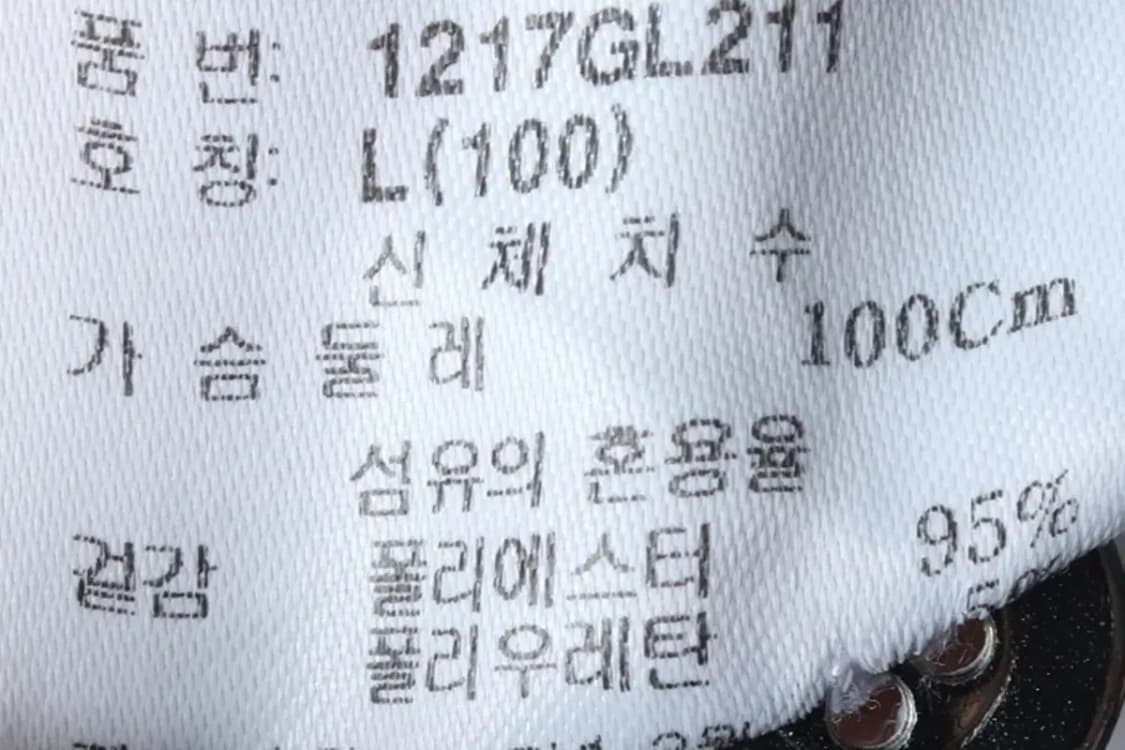 품 번: 1217GL211
호 칭: L(100)
신 체 치 수
가 슴 둘 레 100Cm
섬유의 혼용율
겉감 폴리에스터 95%
폴리우레탄